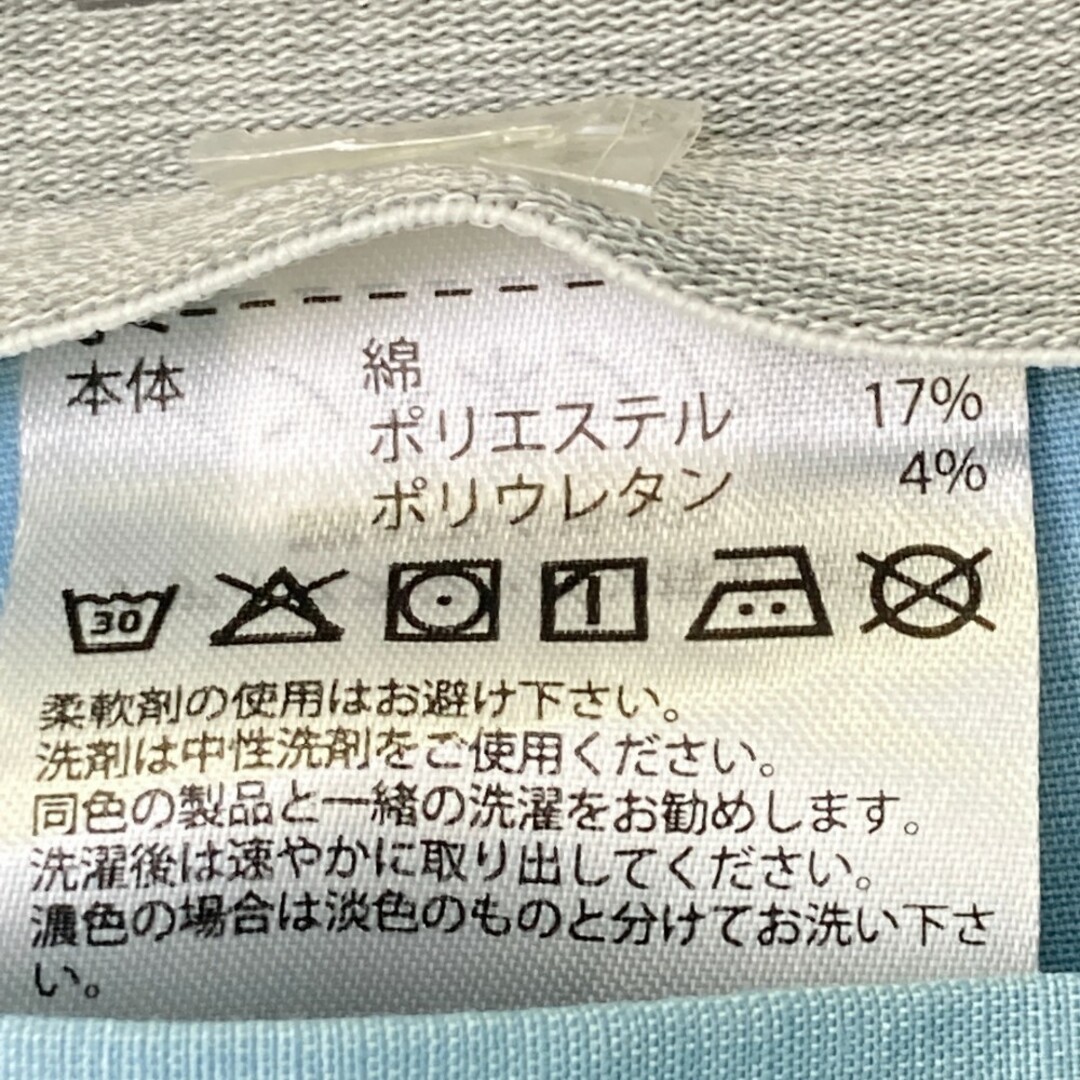 本体 綿
ポリエステル 17%
ポリウレタン 4%
30
柔軟剤の使用はお避け下さい。
洗剤は中性洗剤をご使用ください。
同色の製品と一緒の洗濯をお勧めします。
洗濯後は速やかに取り出してください。
濃色の場合は淡色のものと分けてお洗い下さ
い。